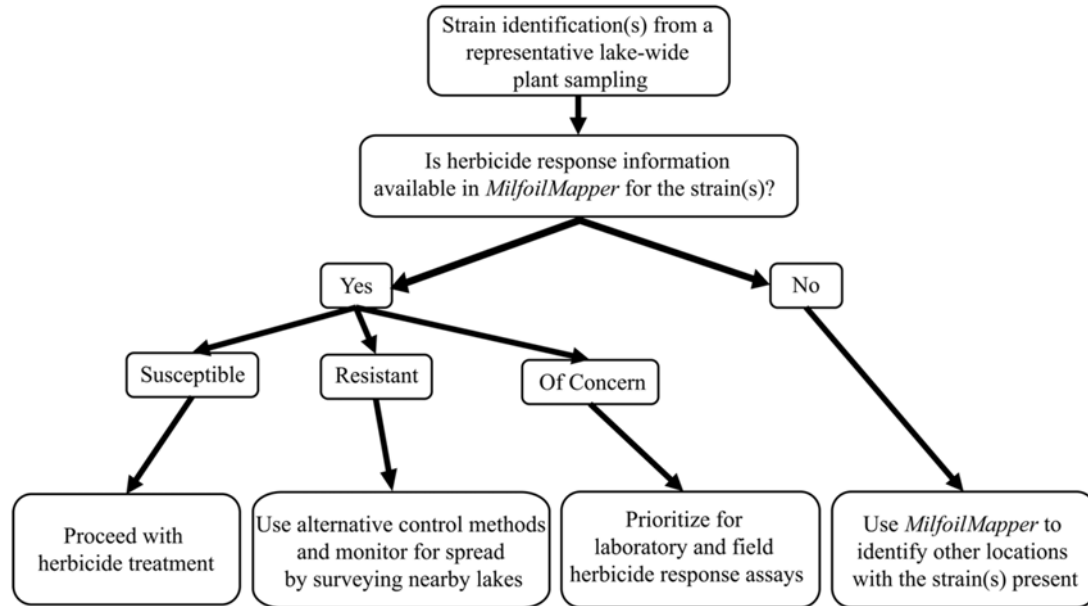 Strain identification(s) from a
representative lake-wide
plant sampling
Is herbicide response information
available in MilfoilMapper for the strain(s)?
Yes
No
Susceptible
Resistant
Of Concern
Proceed with
herbicide treatment
Use alternative control methods
and monitor for spread
by surveying nearby lakes
Prioritize for
laboratory and field
herbicide response assays
Use MilfoilMapper to
identify other locations
with the strain(s) present